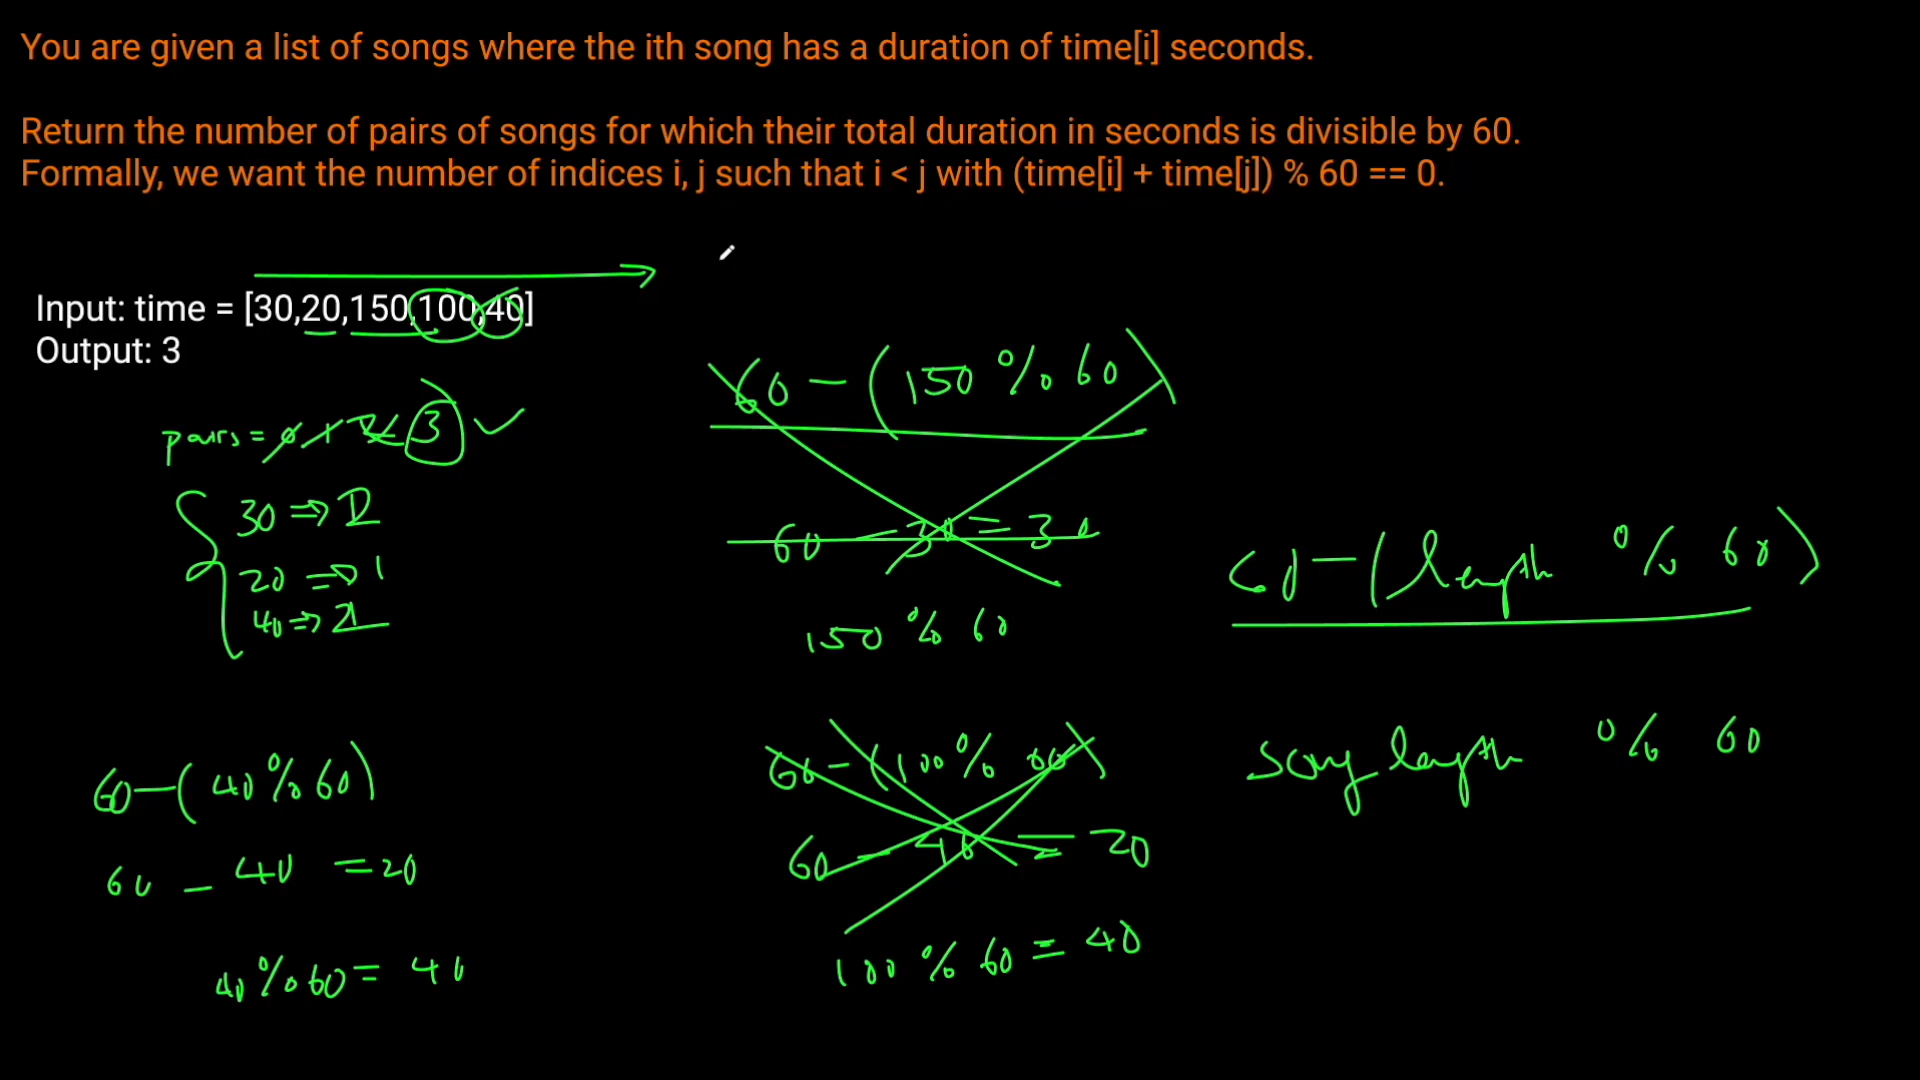 You are given a list of songs where the ith song has a duration of time[i] seconds.
Return the number of pairs of songs for which their total duration in seconds is divisible by 60.
Formally, we want the number of indices i, j such that i < j with (time[i] + time[j]) % 60 == 0.
Input: time = [30,20,150,100,40]
Output: 3
pairs = 0 1 2 3
30 => 2
20 => 1
40 => 2
60 - (40 % 60)
60 - 40 = 20
40 % 60 = 40
60 - (150 % 60)
60 - 30 = 30
150 % 60
60 - (100 % 60)
60 - 40 = 20
100 % 60 = 40
60 - (length % 60)
song length % 60